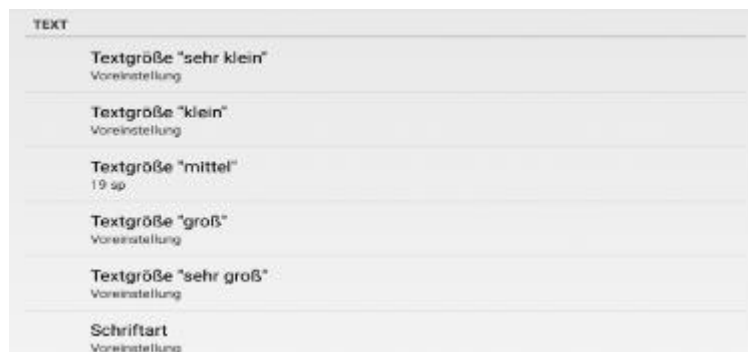 TEXT
Textgröße "sehr klein"
Voreinstellung
Textgröße "klein"
Voreinstellung
Textgröße "mittel"
19 sp
Textgröße "groß"
Voreinstellung
Textgröße "sehr groß"
Voreinstellung
Schriftart
Voreinstellung